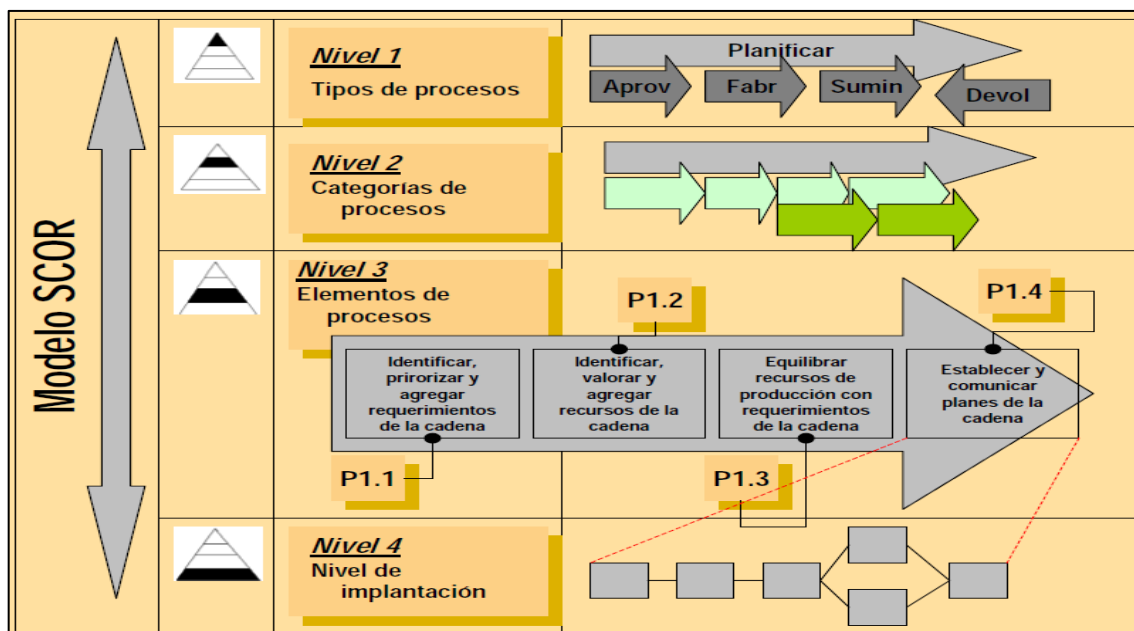 Modelo SCOR
Nivel 1
Tipos de procesos
Planificar
Aprov
Fabr
Sumin
Devol
Nivel 2
Categorías de
procesos
Nivel 3
Elementos de
procesos
P1.2
P1.4
Identificar,
prirorizar y
agregar
requerimientos
de la cadena
Identificar,
valorar y
agregar
recursos de la
cadena
Equilibrar
recursos de
producción con
requerimientos
de la cadena
Establecer y
comunicar
planes de la
cadena
P1.1
P1.3
Nivel 4
Nivel de
implantación